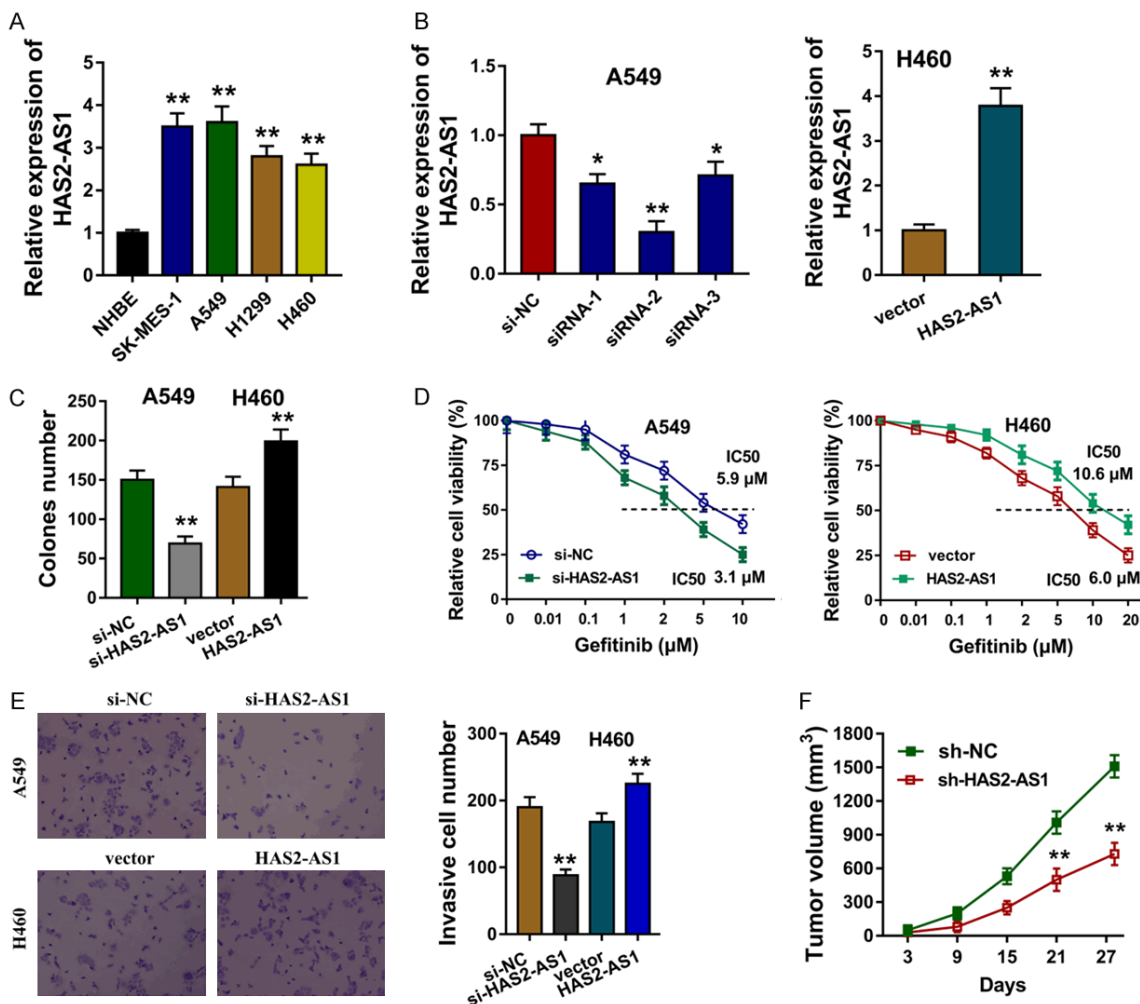 A
Relative expression of
HAS2-AS1
5
4
3
2
1
0
**
**
**
**
NHBE
SK-MES-1
A549
H1299
H460
B
Relative expression of
HAS2-AS1
A549
1.5
1.0
0.5
0.0
*
**
*
si-NC
siRNA-1
siRNA-2
siRNA-3
Relative expression of
HAS2-AS1
H460
5
4
3
2
1
0
**
vector
HAS2-AS1
C
Colones number
A549 H460
250
200
150
100
50
0
**
**
si-NC
si-HAS2-AS1
vector
HAS2-AS1
D
Relative cell viability (%)
A549
100
75
50
25
0
IC50
5.9 μM
si-NC
si-HAS2-AS1
IC50 3.1 μM
0 0.01 0.1 1 2 5 10
Gefitinib (μM)
Relative cell viability (%)
H460
100
75
50
25
0
IC50
10.6 μM
vector
HAS2-AS1
IC50 6.0 μM
0 0.01 0.1 1 2 5 10 20
Gefitinib (μM)
E
si-NC si-HAS2-AS1
A549
vector HAS2-AS1
H460
Invasive cell number
A549 H460
300
200
100
0
**
**
si-NC
si-HAS2-AS1
vector
HAS2-AS1
F
Tumor volume (mm3)
1800
1500
1200
900
600
300
0
sh-NC
sh-HAS2-AS1
**
**
3 9 15 21 27
Days